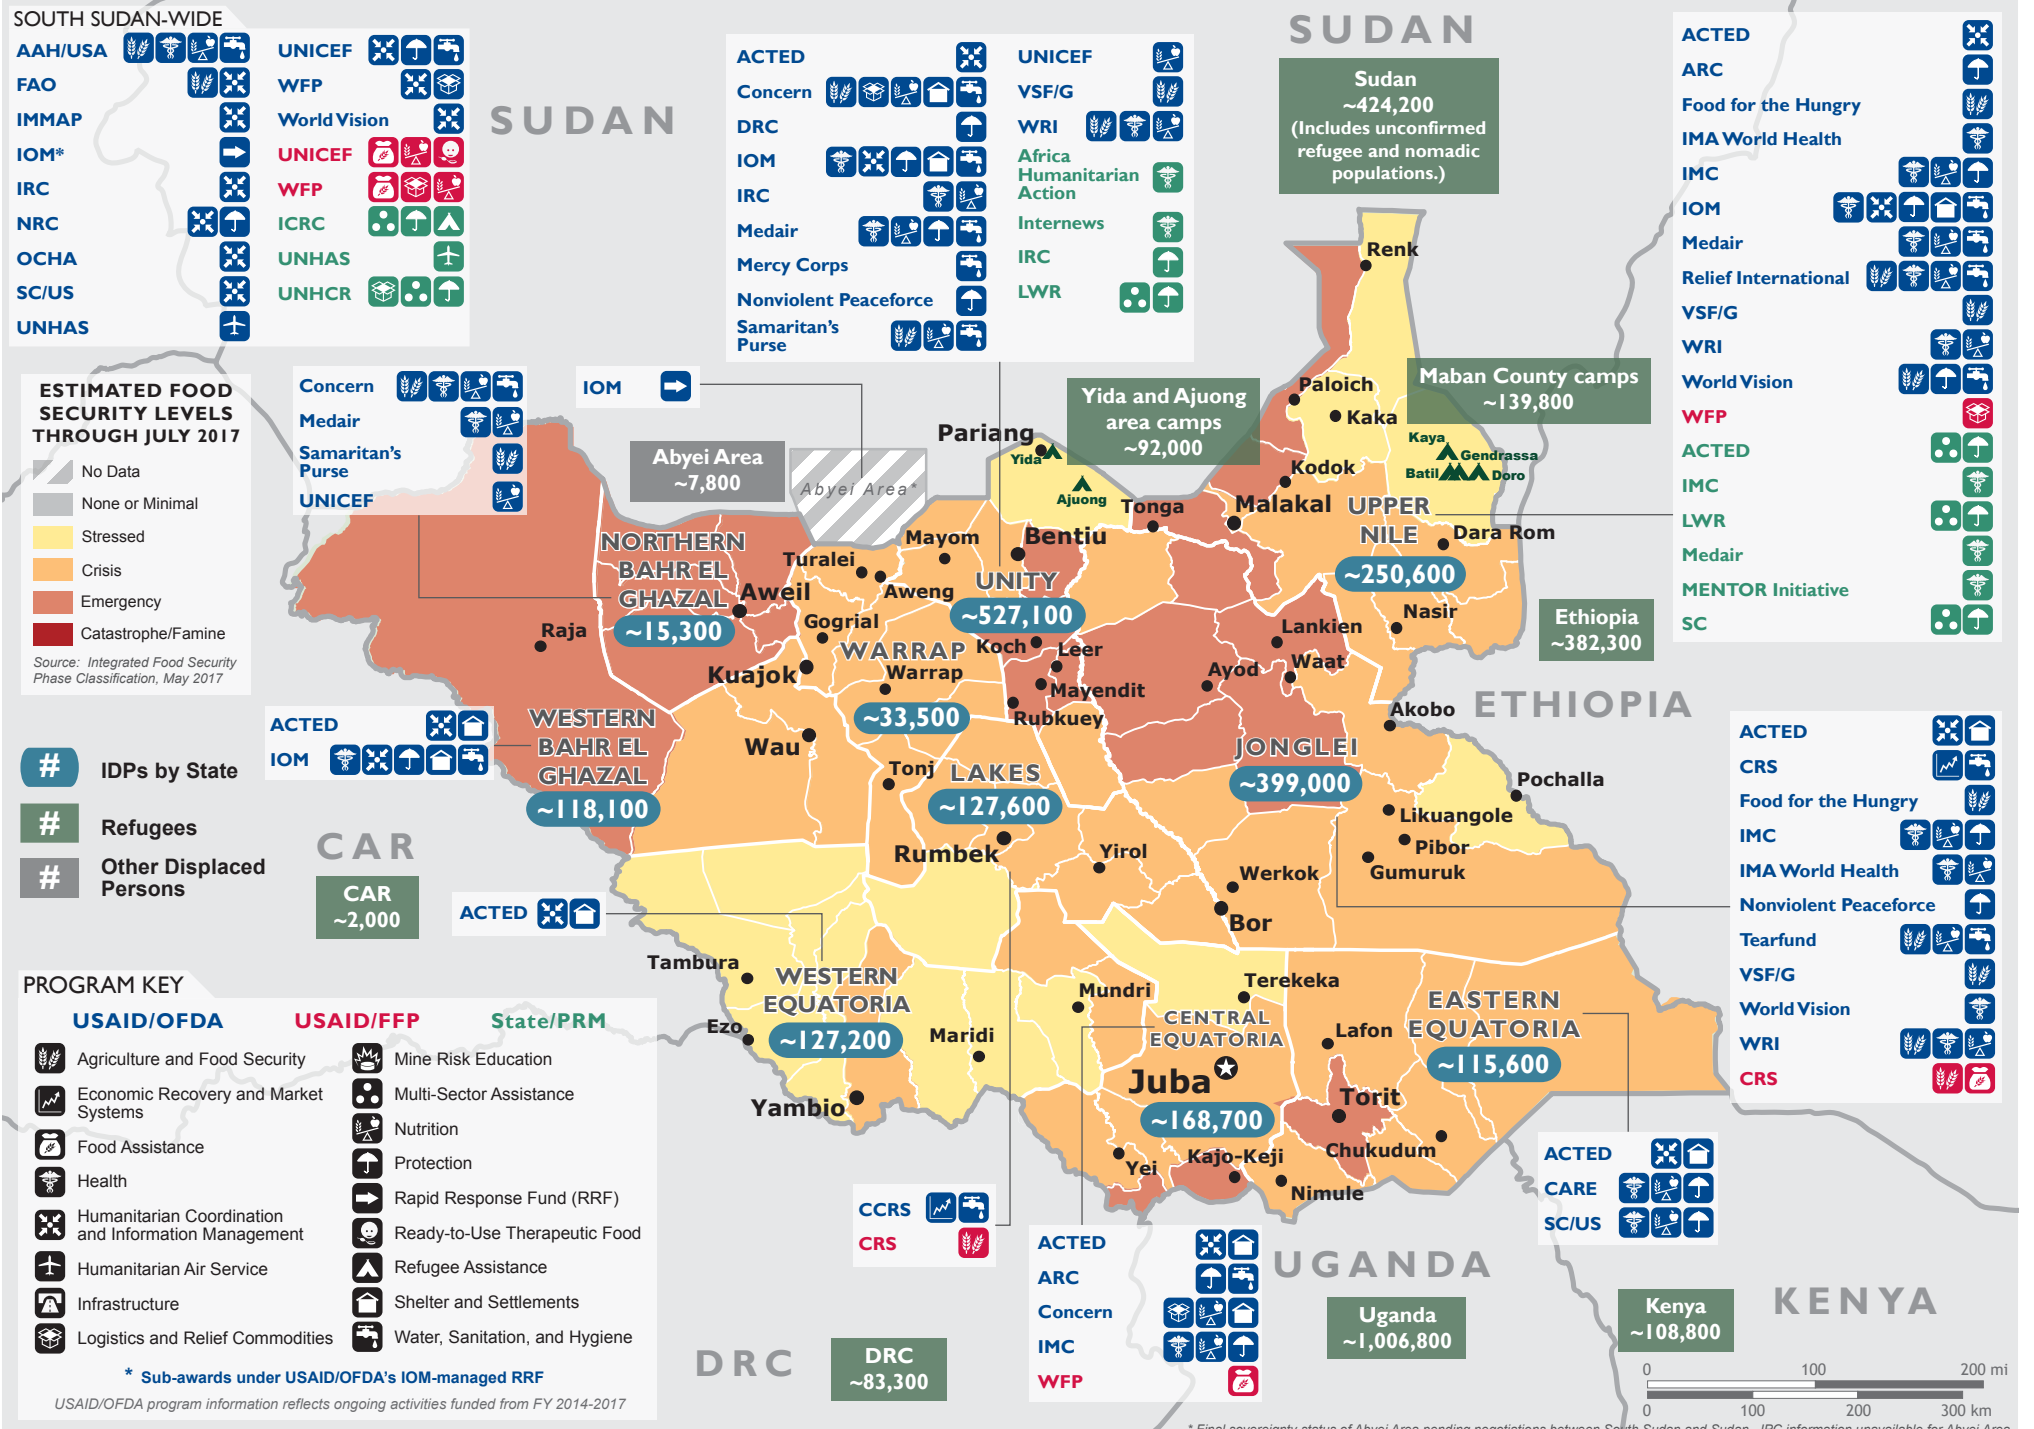 SOUTH SUDAN-WIDE
AAH/USA
FAO
IMMAP
IOM*
IRC
NRC
OCHA
SC/US
UNHAS
UNICEF
WFP
World Vision
UNICEF
WFP
ICRC
UNHAS
UNHCR
SUDAN
ACTED
Concern
DRC
IOM
IRC
Medair
Mercy Corps
Nonviolent Peaceforce
Samaritan's
Purse
UNICEF
VSF/G
WRI
Africa
Humanitarian
Action
Internews
IRC
LWR
SUDAN
Sudan
~424,200
(Includes unconfirmed
refugee and nomadic
populations.)
ACTED
ARC
Food for the Hungry
IMA World Health
IMC
IOM
Medair
Relief International
VSF/G
WRI
World Vision
WFP
ACTED
IMC
LWR
Medair
MENTOR Initiative
SC
ESTIMATED FOOD
SECURITY LEVELS
THROUGH JULY 2017
No Data
None or Minimal
Stressed
Crisis
Emergency
Catastrophe/Famine
Source: Integrated Food Security
Phase Classification, May 2017
Concern
Medair
Samaritan's
Purse
UNICEF
IOM
Abyei Area
~7,800
Abyei Area*
Yida and Ajuong
area camps
~92,000
Maban County camps
~139,800
Renk
Paloich
Kaka
Kaya
Gendrassa
Batil
Doro
Pariang
Yida
Ajuong
Kodok
Malakal
Tonga
UPPER
NILE
~250,600
Dara Rom
Nasir
NORTHERN
BAHR EL
GHAZAL
~15,300
Aweil
Raja
Turalei
Mayom
Aweng
Gogrial
Bentiu
UNITY
~527,100
Koch
Leer
Mayendit
Rubkuey
Kuajok
WARRAP
Warrap
~33,500
Lankien
Waat
Ayod
Akobo
Ethiopia
~382,300
ETHIOPIA
JONGLEI
~399,000
Pochalla
Likuangole
Pibor
Gumuruk
Werkok
Bor
ACTED
IOM
WESTERN
BAHR EL
GHAZAL
~118,100
Wau
Tonj
LAKES
~127,600
Rumbek
Yirol
#
IDPs by State
#
Refugees
#
Other Displaced
Persons
CAR
CAR
~2,000
ACTED
ACTED
CRS
Food for the Hungry
IMC
IMA World Health
Nonviolent Peaceforce
Tearfund
VSF/G
World Vision
WRI
CRS
Tambura
WESTERN
EQUATORIA
~127,200
Ezo
Maridi
Yambio
Mundri
Terekeka
CENTRAL
EQUATORIA
Juba
~168,700
Yei
Kajo-Keji
Nimule
EASTERN
EQUATORIA
~115,600
Lafon
Torit
Chukudum
PROGRAM KEY
USAID/OFDA
USAID/FFP
State/PRM
Agriculture and Food Security
Economic Recovery and Market
Systems
Food Assistance
Health
Humanitarian Coordination
and Information Management
Humanitarian Air Service
Infrastructure
Logistics and Relief Commodities
Mine Risk Education
Multi-Sector Assistance
Nutrition
Protection
Rapid Response Fund (RRF)
Ready-to-Use Therapeutic Food
Refugee Assistance
Shelter and Settlements
Water, Sanitation, and Hygiene
* Sub-awards under USAID/OFDA's IOM-managed RRF
USAID/OFDA program information reflects ongoing activities funded from FY 2014-2017
CCRS
CRS
ACTED
ARC
Concern
IMC
WFP
ACTED
CARE
SC/US
DRC
DRC
~83,300
UGANDA
Uganda
~1,006,800
Kenya
~108,800
KENYA
0 100 200 mi
0 100 200 300 km
* Final sovereignty status of Abyei Area pending negotiations between South Sudan and Sudan. IPC information unavailable for Abyei Area